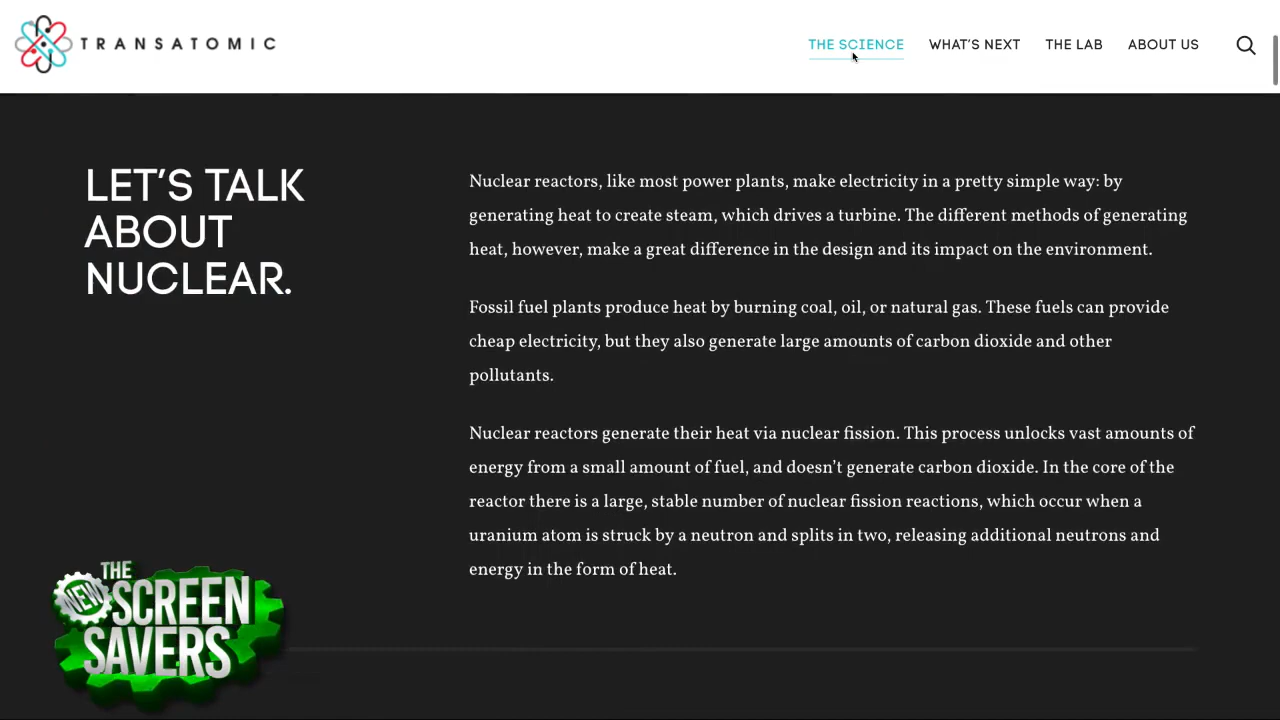 TRANSATOMIC
THE SCIENCE
WHAT'S NEXT
THE LAB
ABOUT US
LET'S TALK
ABOUT
NUCLEAR.
Nuclear reactors, like most power plants, make electricity in a pretty simple way: by
generating heat to create steam, which drives a turbine. The different methods of generating
heat, however, make a great difference in the design and its impact on the environment.
Fossil fuel plants produce heat by burning coal, oil, or natural gas. These fuels can provide
cheap electricity, but they also generate large amounts of carbon dioxide and other
pollutants.
Nuclear reactors generate their heat via nuclear fission. This process unlocks vast amounts of
energy from a small amount of fuel, and doesn't generate carbon dioxide. In the core of the
reactor there is a large, stable number of nuclear fission reactions, which occur when a
uranium atom is struck by a neutron and splits in two, releasing additional neutrons and
energy in the form of heat.
THE
NEW
SCREEN
SAVERS